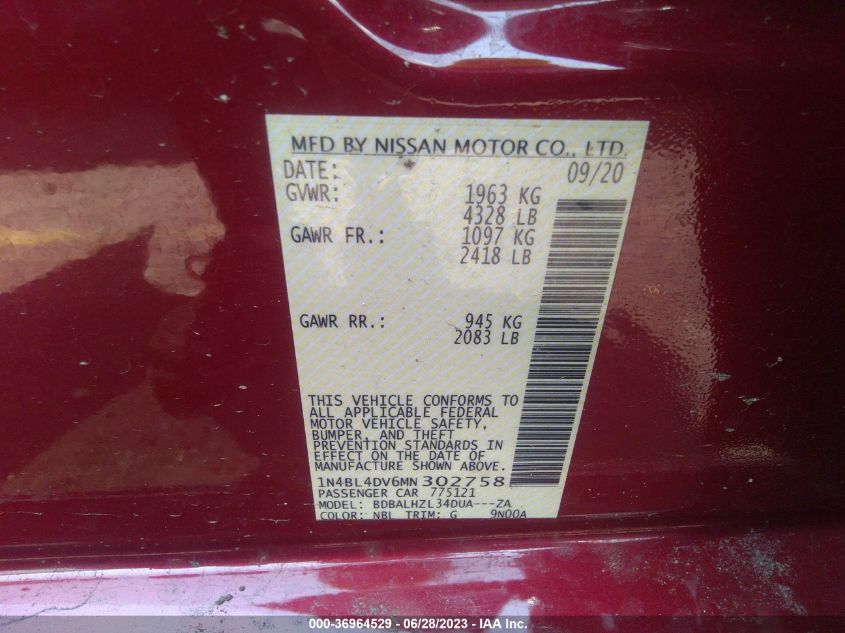 MFD BY NISSAN MOTOR CO., LTD.
DATE: 09/20
GVWR: 1963 KG
4328 LB
GAWR FR.: 1097 KG
2418 LB
GAWR RR.: 945 KG
2083 LB
THIS VEHICLE CONFORMS TO
ALL APPLICABLE FEDERAL
MOTOR VEHICLE SAFETY,
BUMPER, AND THEFT
PREVENTION STANDARDS IN
EFFECT ON THE DATE OF
MANUFACTURE SHOWN ABOVE.
1N4BL4DV6MN302758
PASSENGER CAR 775121
MODEL: BDBALHZL34DUA---ZA
COLOR: NBL TRIM: G 9N00A
000-36964529 / 06/28/2023 - IAA Inc.